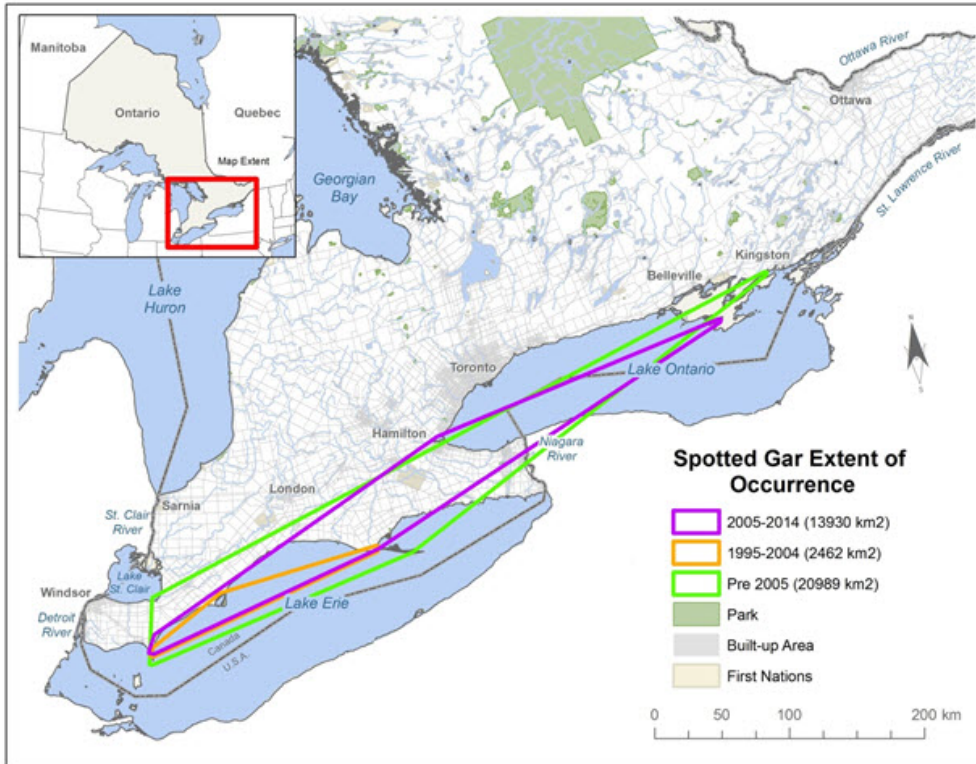 Manitoba
Ontario
Quebec
Map Extent
Ottawa River
Ottawa
St. Lawrence River
Georgian
Bay
Kingston
Belleville
Lake
Huron
Toronto
Lake Ontario
Hamilton
Niagara
River
London
Sarnia
St. Clair
River
Lake
St. Clair
Windsor
Detroit
River
Lake Erie
Canada
U.S.A.
N
S
Spotted Gar Extent of
Occurrence
2005-2014 (13930 km2)
1995-2004 (2462 km2)
Pre 2005 (20989 km2)
Park
Built-up Area
First Nations
0 50 100 200 km